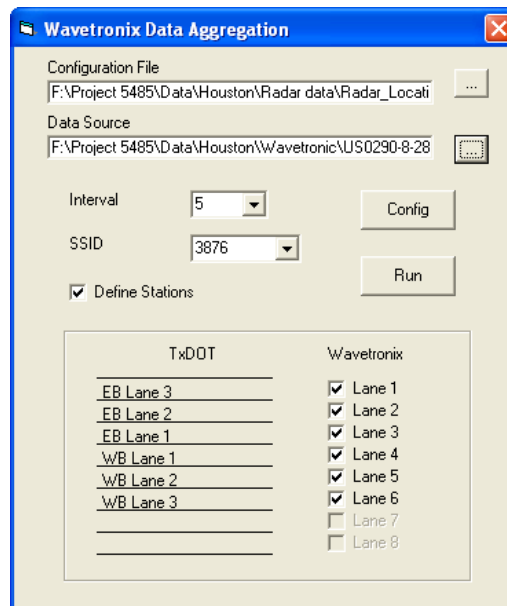 Wavetronix Data Aggregation
Configuration File
F:\Project 5485\Data\Houston\Radar data\Radar_Locati
...
Data Source
F:\Project 5485\Data\Houston\Wavetronic\US0290-8-28
...
Interval
5
Config
SSID
3876
Run
Define Stations
TxDOT
Wavetronix
EB Lane 3
Lane 1
EB Lane 2
Lane 2
EB Lane 1
Lane 3
WB Lane 1
Lane 4
WB Lane 2
Lane 5
WB Lane 3
Lane 6
Lane 7
Lane 8